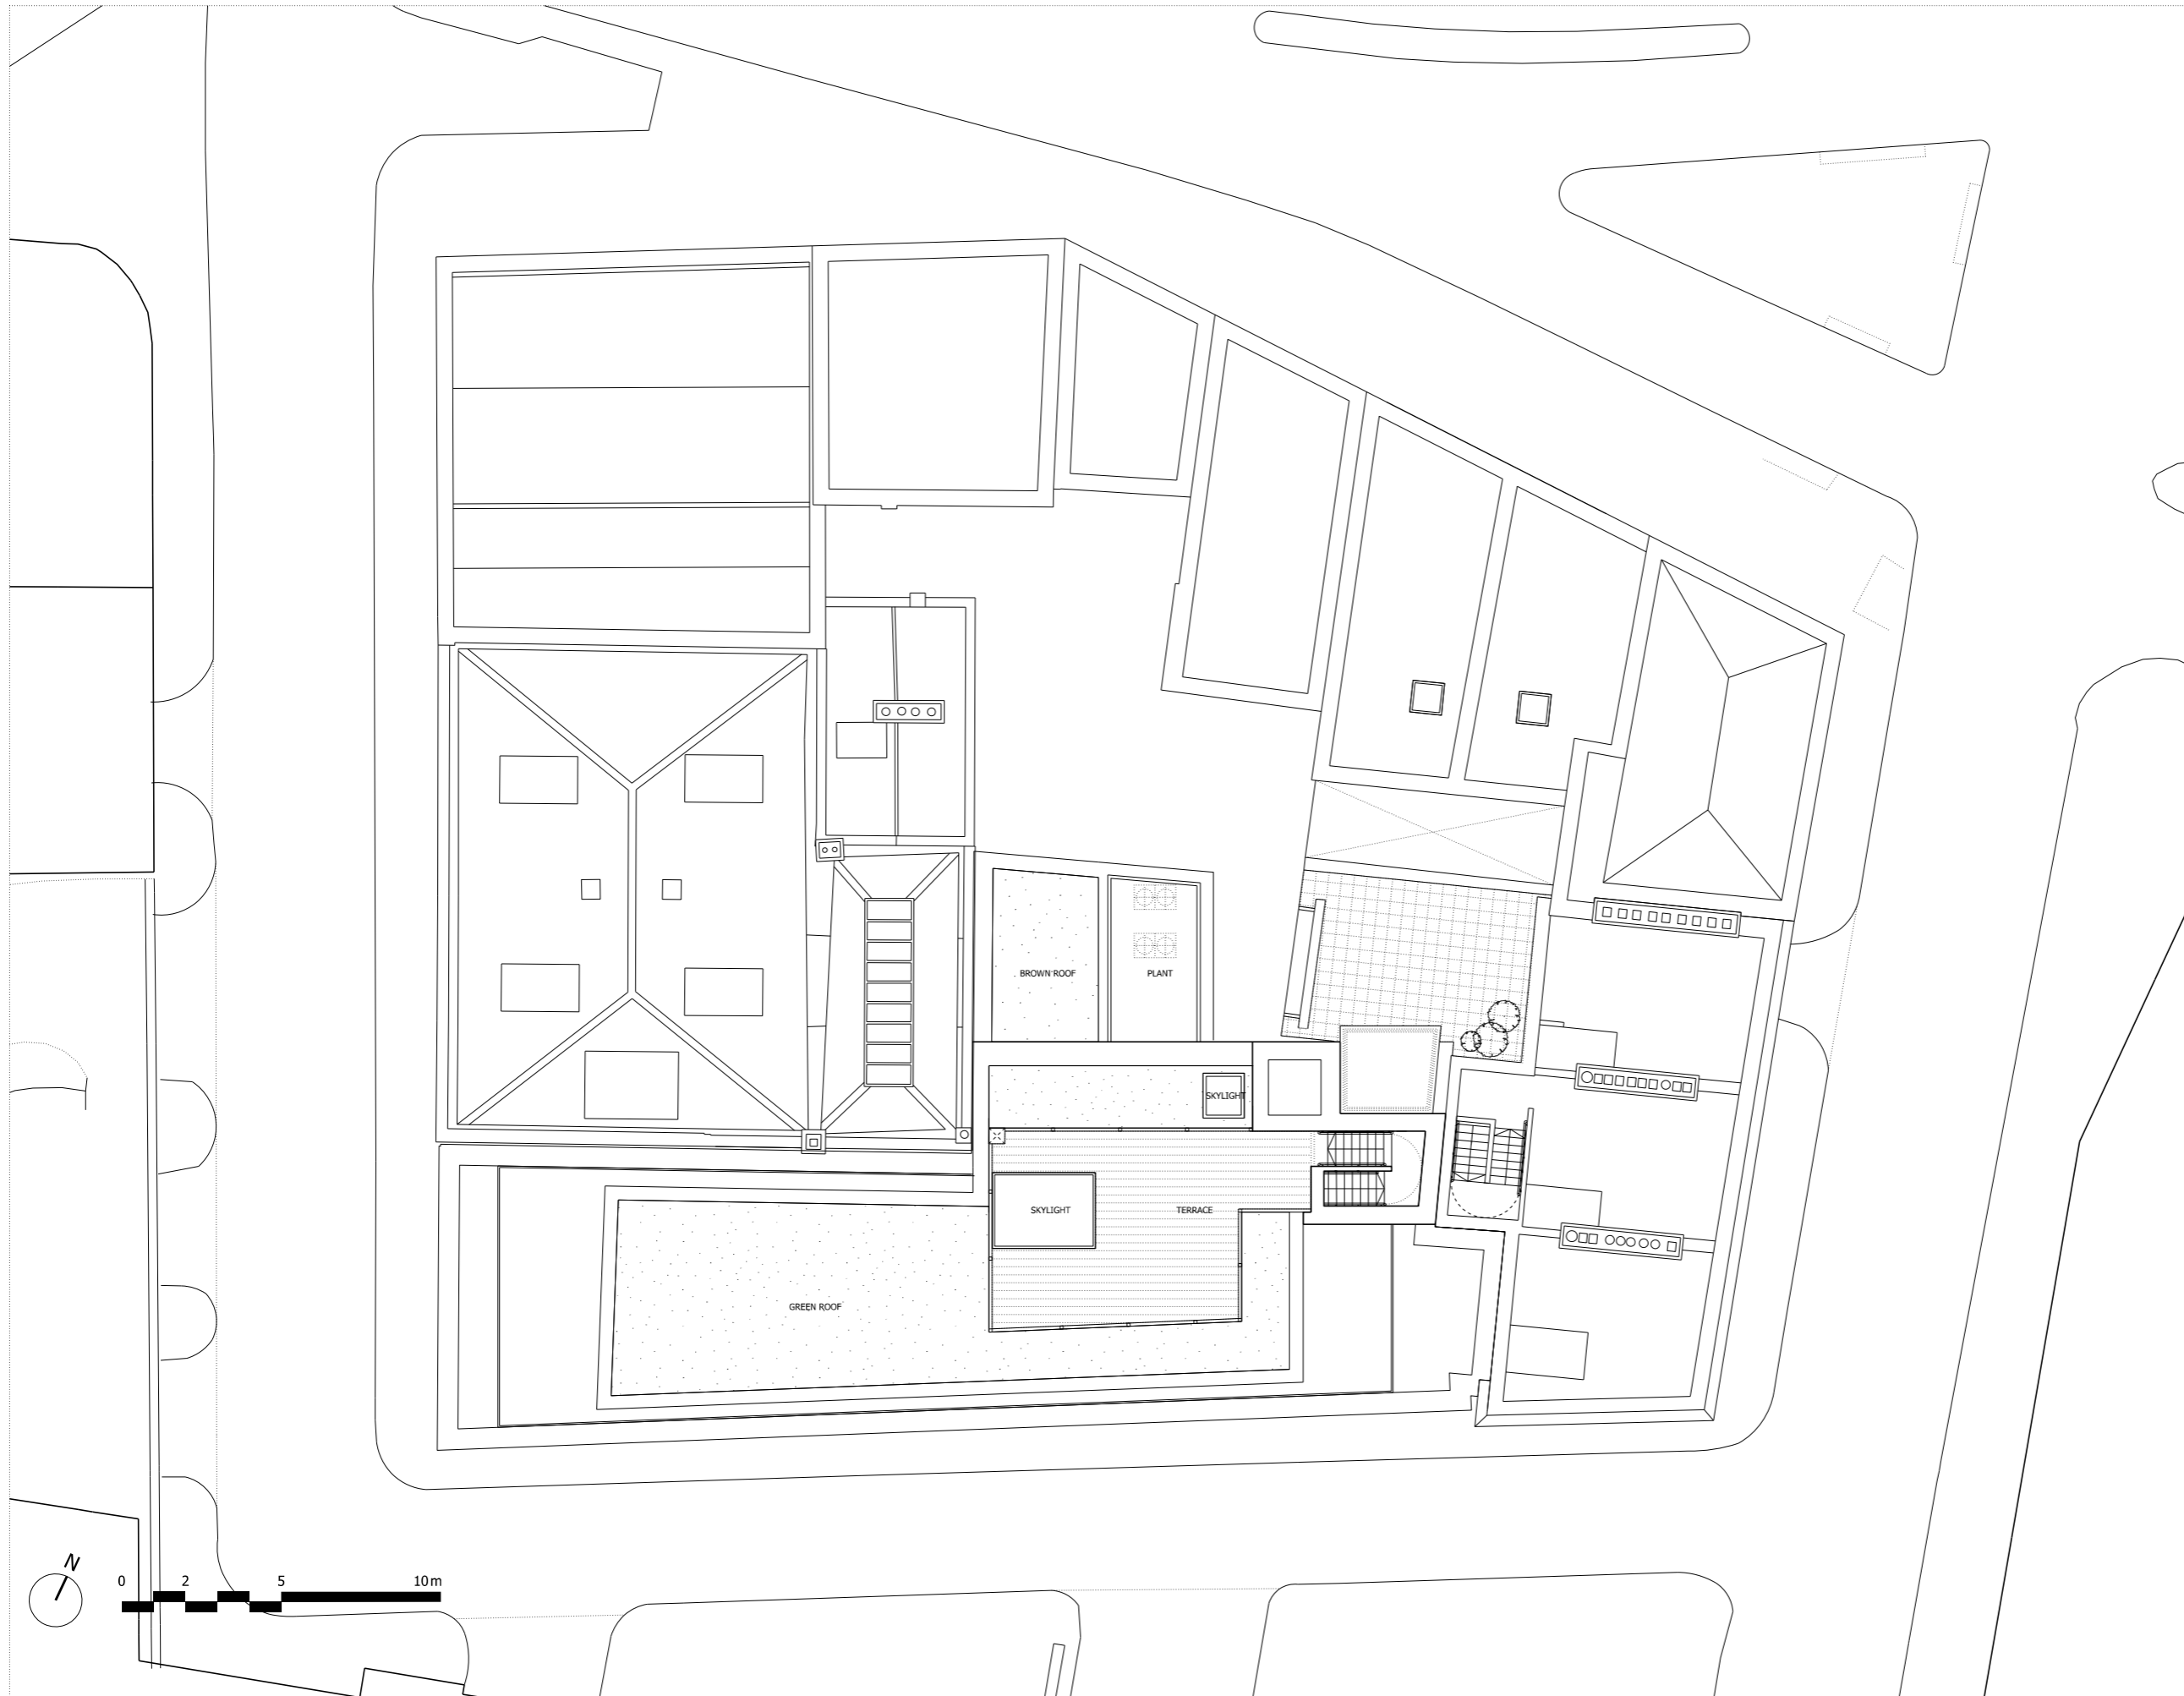 BROWN ROOF
PLANT
SKYLIGHT
SKYLIGHT
TERRACE
GREEN ROOF
N
0 2 5 10m